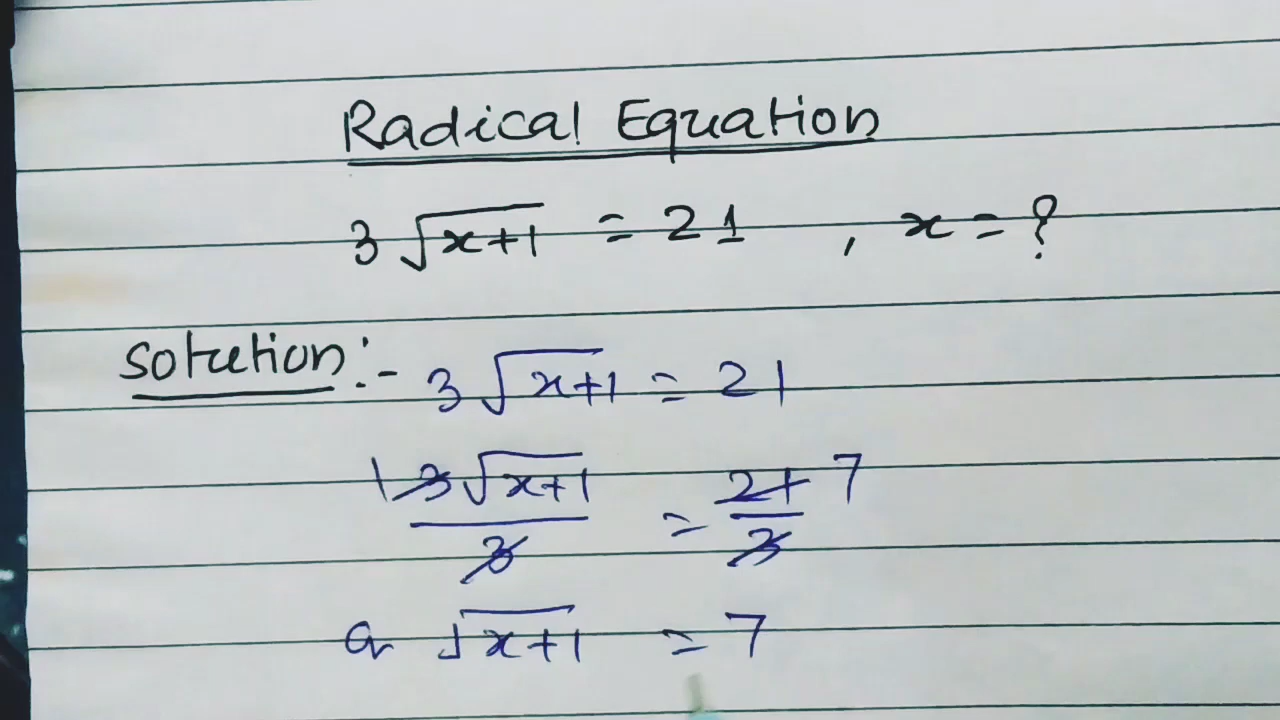 Radical Equation
3√(x+1) = 21 , x = ?
Solution:- 3√(x+1) = 21
1 3√(x+1)/3 = 21/3 7
or √(x+1) = 7